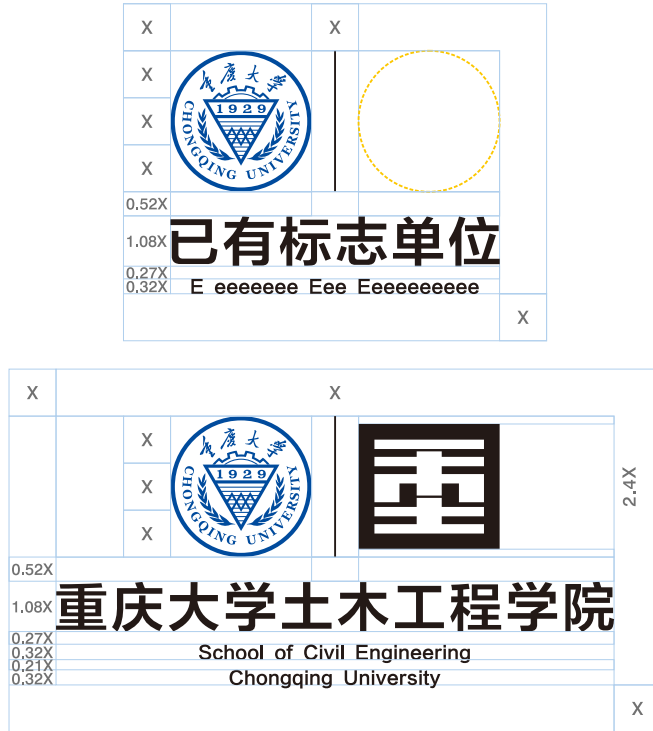 X X
X
重庆大学
1929
CHONGQING UNIVERSITY
X
X
0.52X
1.08X
已有标志单位
0.27X
0.32X
E eeeeeee Eee Eeeeeeeeee
X
X X
X
重庆大学
1929
CHONGQING UNIVERSITY
X
X
2.4X
0.52X
1.08X
重庆大学土木工程学院
0.27X
0.32X
School of Civil Engineering
0.21X
0.32X
Chongqing University
X